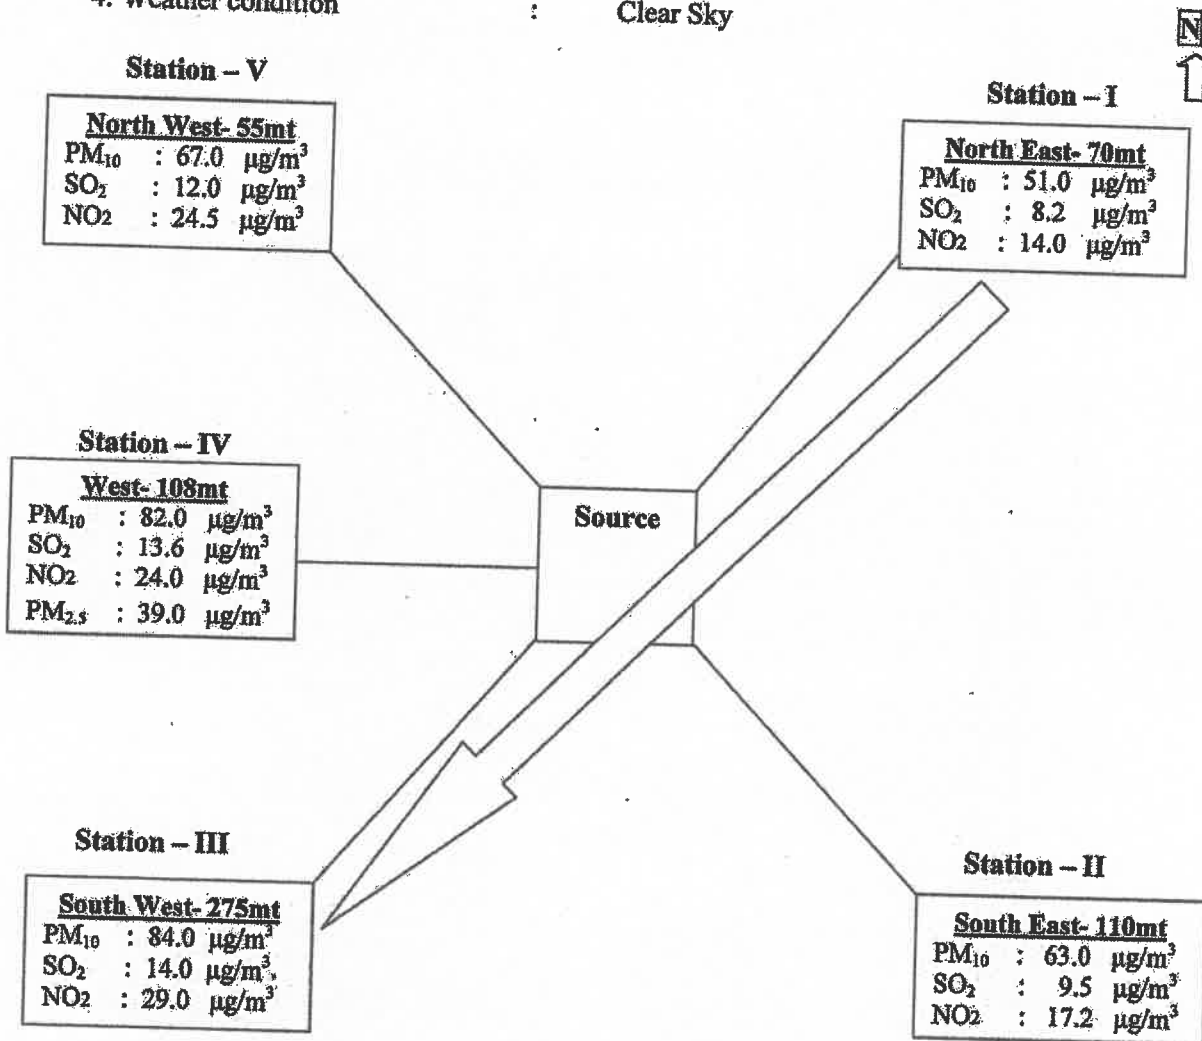 4. Weather condition : Clear Sky
N
Station – V
North West- 55mt
PM₁₀ : 67.0 µg/m³
SO₂ : 12.0 µg/m³
NO₂ : 24.5 µg/m³
Station – I
North East- 70mt
PM₁₀ : 51.0 µg/m³
SO₂ : 8.2 µg/m³
NO₂ : 14.0 µg/m³
Station – IV
West- 108mt
PM₁₀ : 82.0 µg/m³
SO₂ : 13.6 µg/m³
NO₂ : 24.0 µg/m³
PM₂.₅ : 39.0 µg/m³
Source
Station – III
South West- 275mt
PM₁₀ : 84.0 µg/m³
SO₂ : 14.0 µg/m³
NO₂ : 29.0 µg/m³
Station – II
South East- 110mt
PM₁₀ : 63.0 µg/m³
SO₂ : 9.5 µg/m³
NO₂ : 17.2 µg/m³